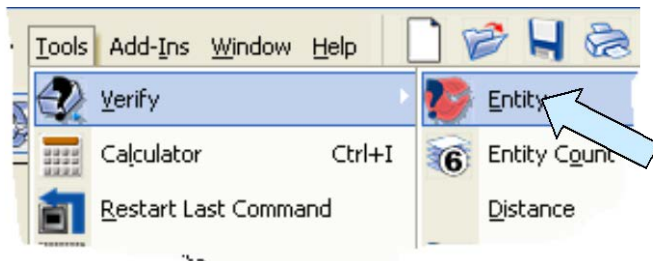 Tools Add-Ins Window Help
Verify
Entity
Calculator Ctrl+I
6 Entity Count
Restart Last Command
Distance